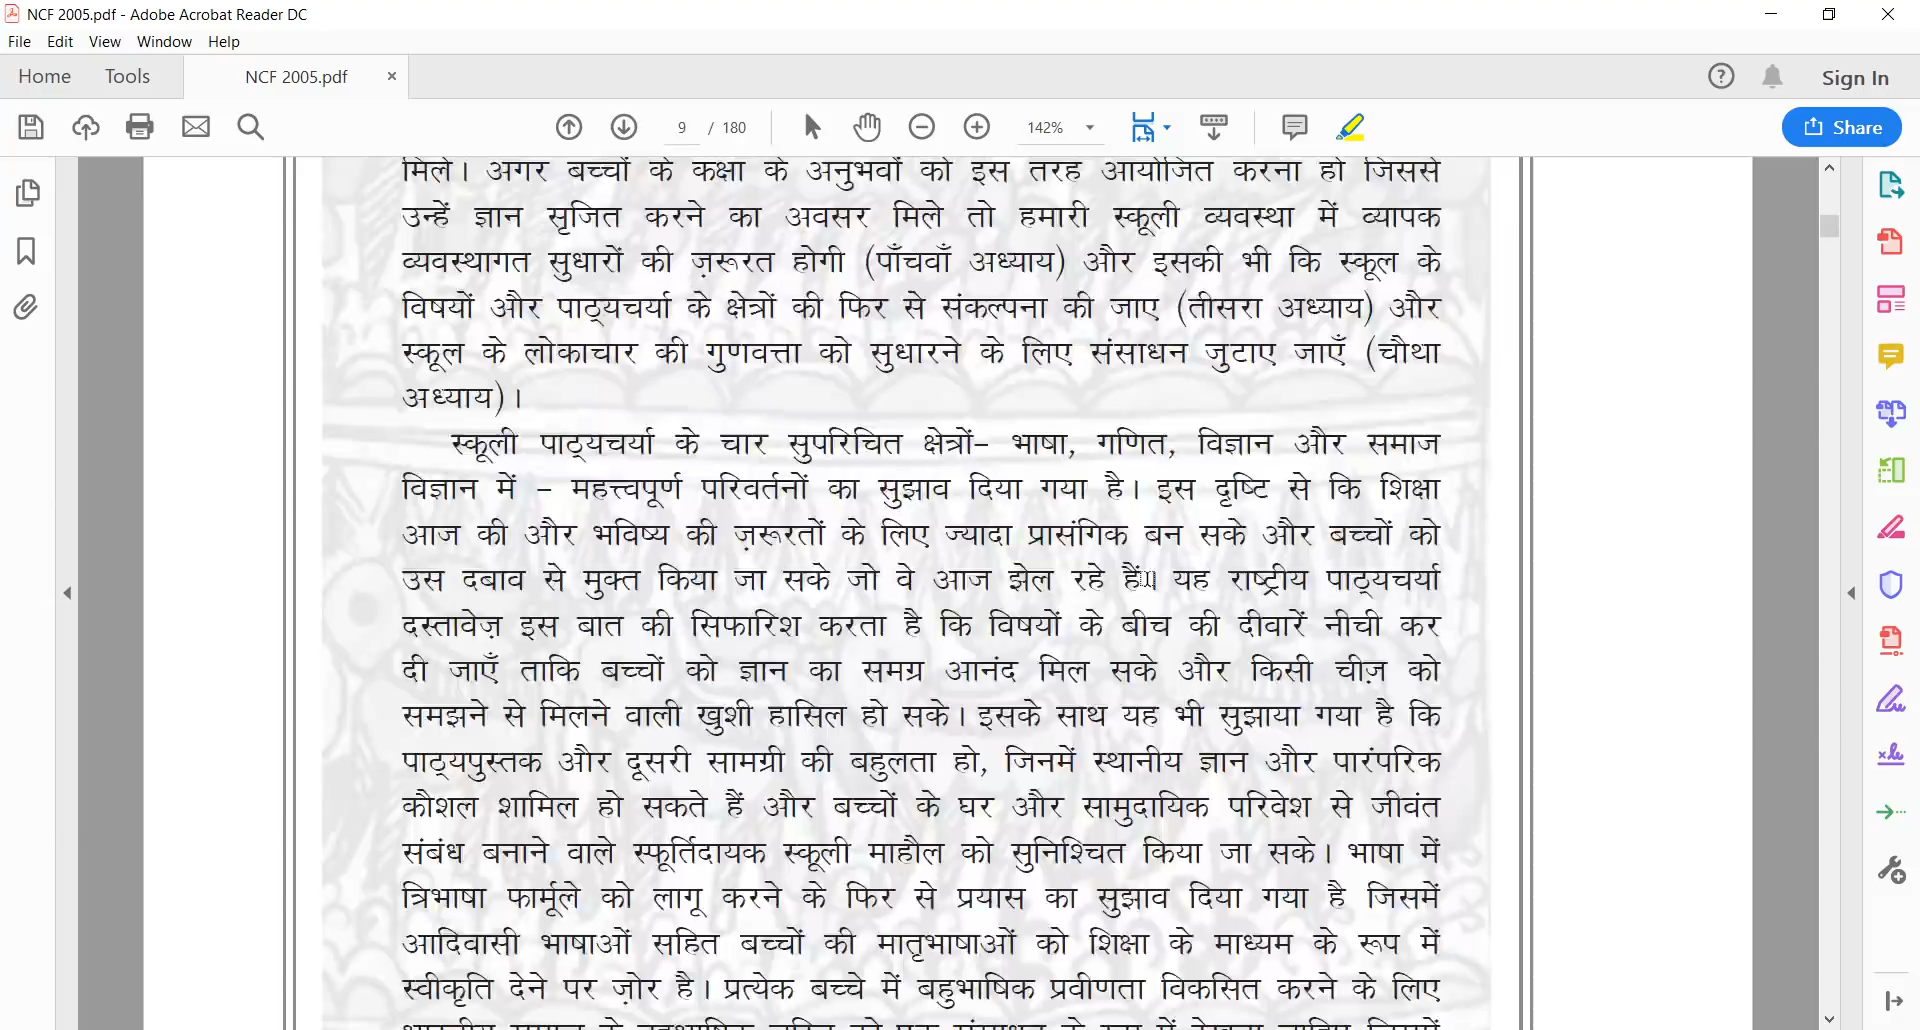 NCF 2005.pdf - Adobe Acrobat Reader DC
File Edit View Window Help
Home Tools NCF 2005.pdf Sign In
9 / 180 142% Share
मिले। अगर बच्चों के कक्षा के अनुभवों को इस तरह आयोजित करना हो जिससे
उन्हें ज्ञान सृजित करने का अवसर मिले तो हमारी स्कूली व्यवस्था में व्यापक
व्यवस्थागत सुधारों की ज़रूरत होगी (पाँचवाँ अध्याय) और इसकी भी कि स्कूल के
विषयों और पाठ्यचर्या के क्षेत्रों की फिर से संकल्पना की जाए (तीसरा अध्याय) और
स्कूल के लोकाचार की गुणवत्ता को सुधारने के लिए संसाधन जुटाए जाएँ (चौथा
अध्याय)।
स्कूली पाठ्यचर्या के चार सुपरिचित क्षेत्रों– भाषा, गणित, विज्ञान और समाज
विज्ञान में – महत्त्वपूर्ण परिवर्तनों का सुझाव दिया गया है। इस दृष्टि से कि शिक्षा
आज की और भविष्य की ज़रूरतों के लिए ज्यादा प्रासंगिक बन सके और बच्चों को
उस दबाव से मुक्त किया जा सके जो वे आज झेल रहे हैं। यह राष्ट्रीय पाठ्यचर्या
दस्तावेज़ इस बात की सिफारिश करता है कि विषयों के बीच की दीवारें नीची कर
दी जाएँ ताकि बच्चों को ज्ञान का समग्र आनंद मिल सके और किसी चीज़ को
समझने से मिलने वाली खुशी हासिल हो सके। इसके साथ यह भी सुझाया गया है कि
पाठ्यपुस्तक और दूसरी सामग्री की बहुलता हो, जिनमें स्थानीय ज्ञान और पारंपरिक
कौशल शामिल हो सकते हैं और बच्चों के घर और सामुदायिक परिवेश से जीवंत
संबंध बनाने वाले स्फूर्तिदायक स्कूली माहौल को सुनिश्चित किया जा सके। भाषा में
त्रिभाषा फार्मूले को लागू करने के फिर से प्रयास का सुझाव दिया गया है जिसमें
आदिवासी भाषाओं सहित बच्चों की मातृभाषाओं को शिक्षा के माध्यम के रूप में
स्वीकृति देने पर ज़ोर है। प्रत्येक बच्चे में बहुभाषिक प्रवीणता विकसित करने के लिए